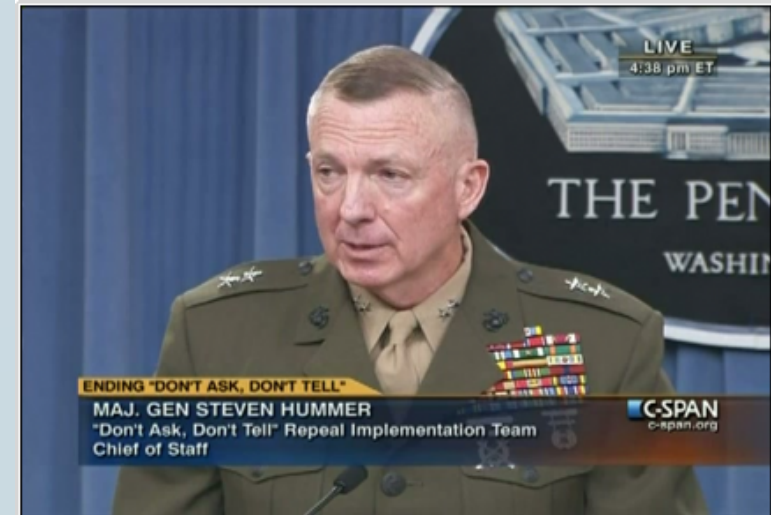 LIVE
4:38 pm ET
THE PEN
WASHIN
ENDING "DON'T ASK, DON'T TELL"
MAJ. GEN STEVEN HUMMER
"Don't Ask, Don't Tell" Repeal Implementation Team
Chief of Staff
C-SPAN
c-span.org